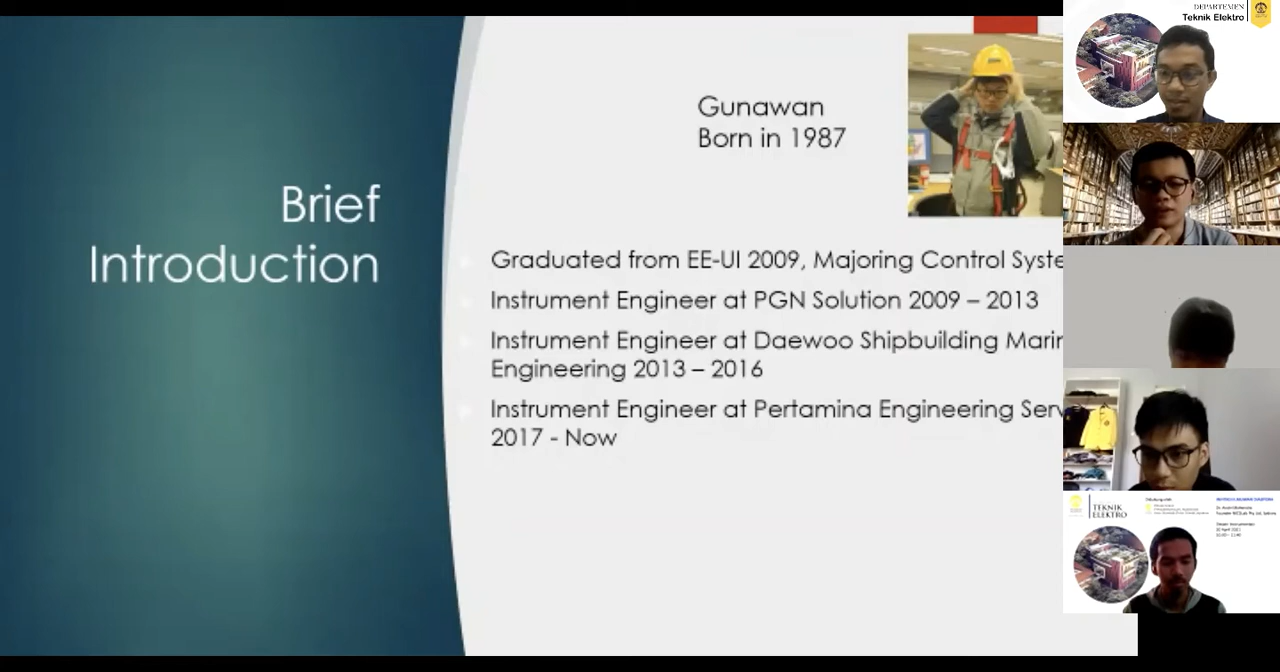 Brief
Introduction
Gunawan
Born in 1987
Graduated from EE-UI 2009, Majoring Control Syste
Instrument Engineer at PGN Solution 2009 – 2013
Instrument Engineer at Daewoo Shipbuilding Marin
Engineering 2013 – 2016
Instrument Engineer at Pertamina Engineering Serv
2017 - Now
DEPARTEMEN
Teknik Elektro
TEKNIK
ELEKTRO